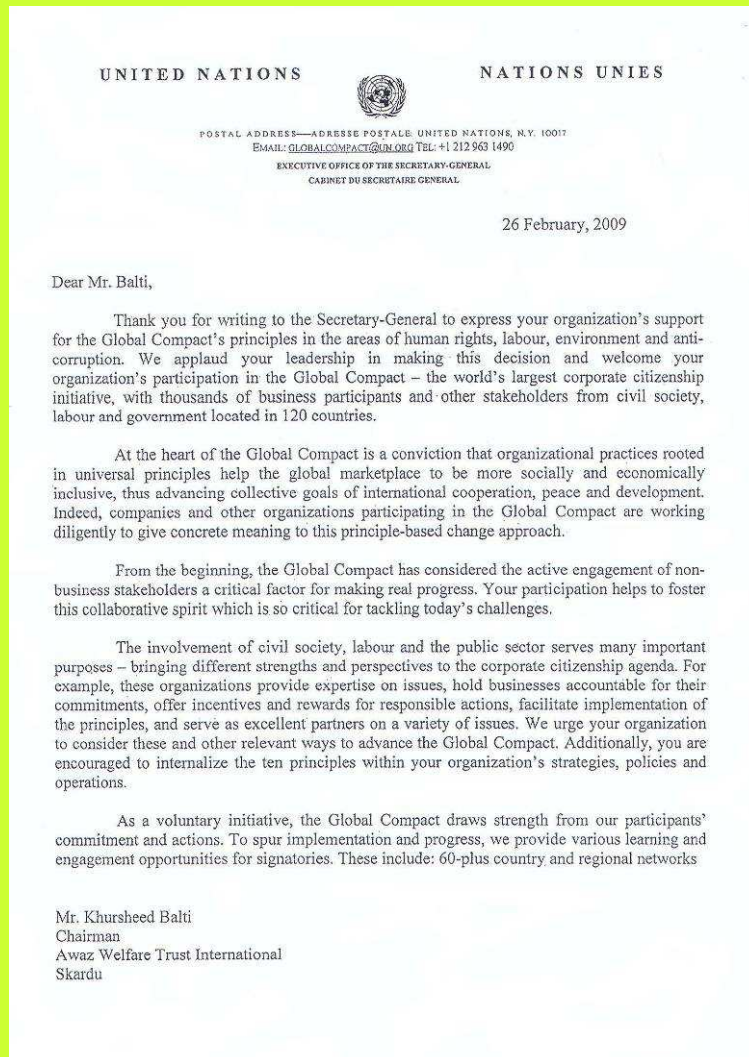 UNITED NATIONS NATIONS UNIES
POSTAL ADDRESS—ADRESSE POSTALE: UNITED NATIONS, N.Y. 10017
EMAIL: GLOBALCOMPACT@UN.ORG TEL: +1 212 963 1490
EXECUTIVE OFFICE OF THE SECRETARY-GENERAL
CABINET DU SECRETAIRE GENERAL
26 February, 2009
Dear Mr. Balti,
Thank you for writing to the Secretary-General to express your organization's support
for the Global Compact's principles in the areas of human rights, labour, environment and anti-
corruption. We applaud your leadership in making this decision and welcome your
organization's participation in the Global Compact – the world's largest corporate citizenship
initiative, with thousands of business participants and other stakeholders from civil society,
labour and government located in 120 countries.
At the heart of the Global Compact is a conviction that organizational practices rooted
in universal principles help the global marketplace to be more socially and economically
inclusive, thus advancing collective goals of international cooperation, peace and development.
Indeed, companies and other organizations participating in the Global Compact are working
diligently to give concrete meaning to this principle-based change approach.
From the beginning, the Global Compact has considered the active engagement of non-
business stakeholders a critical factor for making real progress. Your participation helps to foster
this collaborative spirit which is so critical for tackling today's challenges.
The involvement of civil society, labour and the public sector serves many important
purposes – bringing different strengths and perspectives to the corporate citizenship agenda. For
example, these organizations provide expertise on issues, hold businesses accountable for their
commitments, offer incentives and rewards for responsible actions, facilitate implementation of
the principles, and serve as excellent partners on a variety of issues. We urge your organization
to consider these and other relevant ways to advance the Global Compact. Additionally, you are
encouraged to internalize the ten principles within your organization's strategies, policies and
operations.
As a voluntary initiative, the Global Compact draws strength from our participants'
commitment and actions. To spur implementation and progress, we provide various learning and
engagement opportunities for signatories. These include: 60-plus country and regional networks
Mr. Khursheed Balti
Chairman
Awaz Welfare Trust International
Skardu